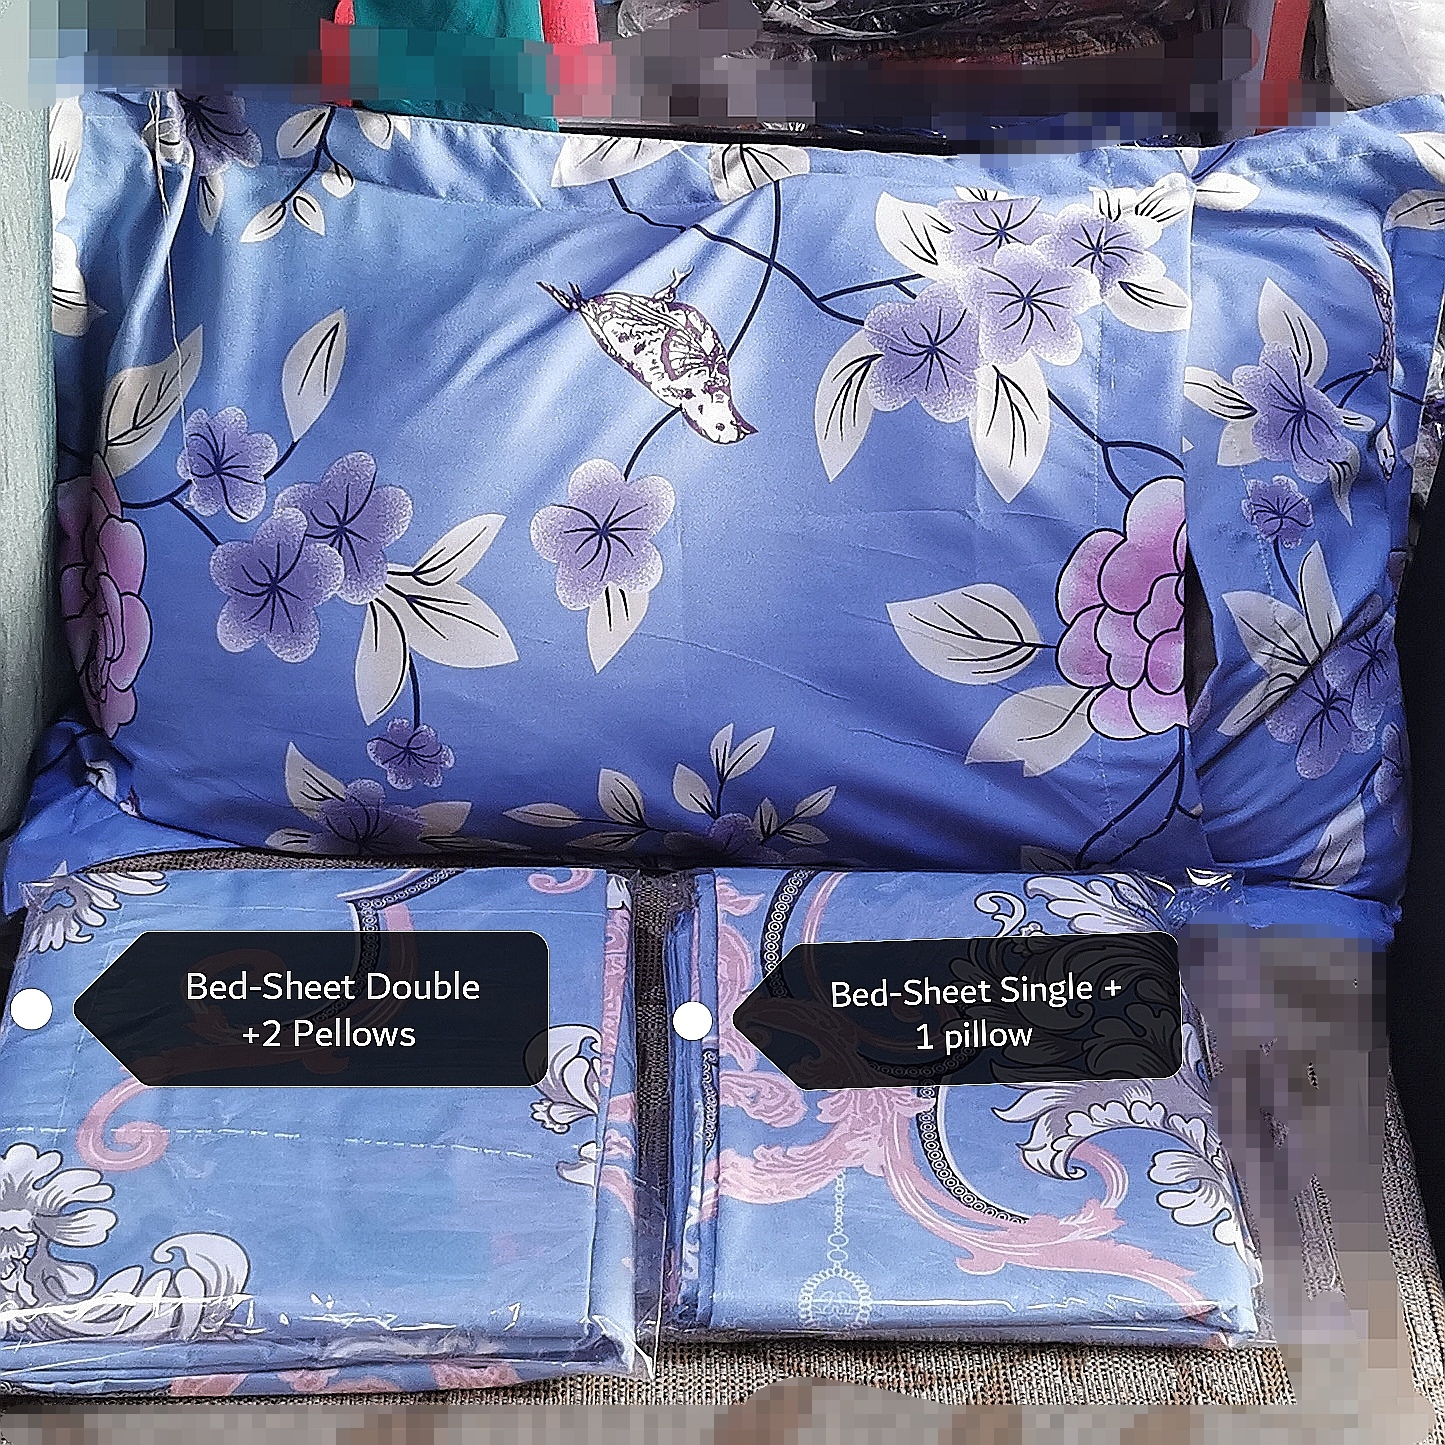 Bed-Sheet Double
+2 Pellows
Bed-Sheet Single +
1 pillow